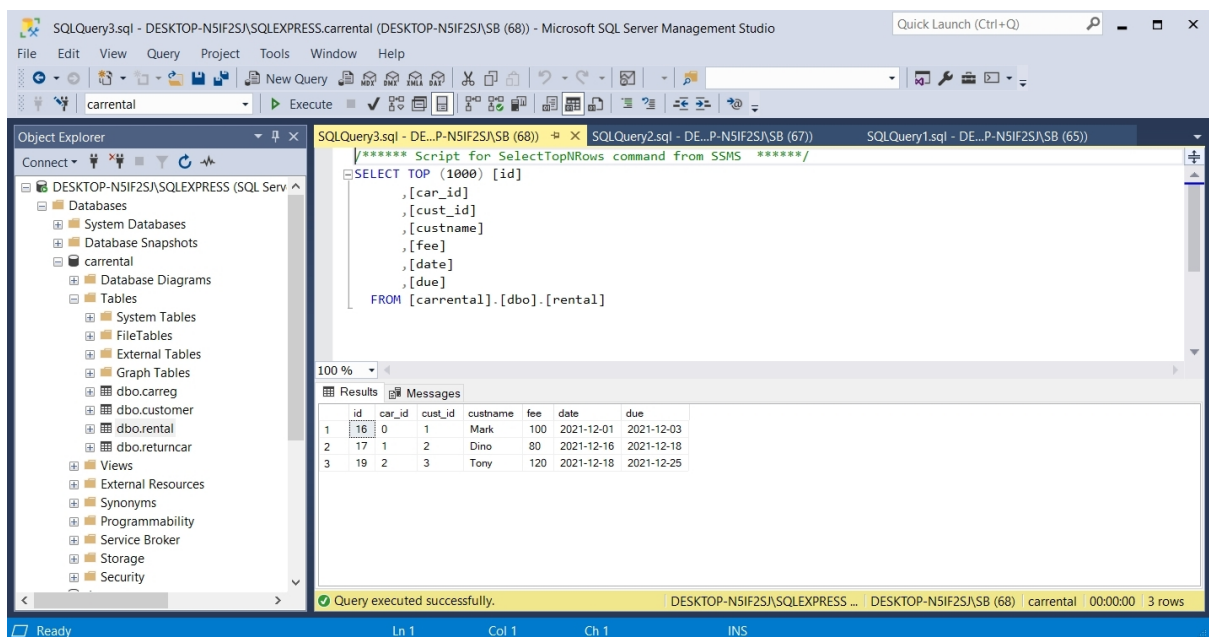 SQLQuery3.sql - DESKTOP-N5IF2SJ\SQLEXPRESS.carrental (DESKTOP-N5IF2SJ\SB (68)) - Microsoft SQL Server Management Studio
Quick Launch (Ctrl+Q)
File Edit View Query Project Tools Window Help
New Query MDX DMX XMLA DAX
carrental Execute
Object Explorer
SQLQuery3.sql - DE...P-N5IF2SJ\SB (68)) SQLQuery2.sql - DE...P-N5IF2SJ\SB (67)) SQLQuery1.sql - DE...P-N5IF2SJ\SB (65))
Connect
DESKTOP-N5IF2SJ\SQLEXPRESS (SQL Serv
Databases
System Databases
Database Snapshots
carrental
Database Diagrams
Tables
System Tables
FileTables
External Tables
Graph Tables
dbo.carreg
dbo.customer
dbo.rental
dbo.returncar
Views
External Resources
Synonyms
Programmability
Service Broker
Storage
Security
/****** Script for SelectTopNRows command from SSMS ******/
SELECT TOP (1000) [id]
,[car_id]
,[cust_id]
,[custname]
,[fee]
,[date]
,[due]
FROM [carrental].[dbo].[rental]
100 %
Results Messages
id car_id cust_id custname fee date due
1 16 0 1 Mark 100 2021-12-01 2021-12-03
2 17 1 2 Dino 80 2021-12-16 2021-12-18
3 19 2 3 Tony 120 2021-12-18 2021-12-25
Query executed successfully. DESKTOP-N5IF2SJ\SQLEXPRESS ... DESKTOP-N5IF2SJ\SB (68) carrental 00:00:00 3 rows
Ready Ln 1 Col 1 Ch 1 INS